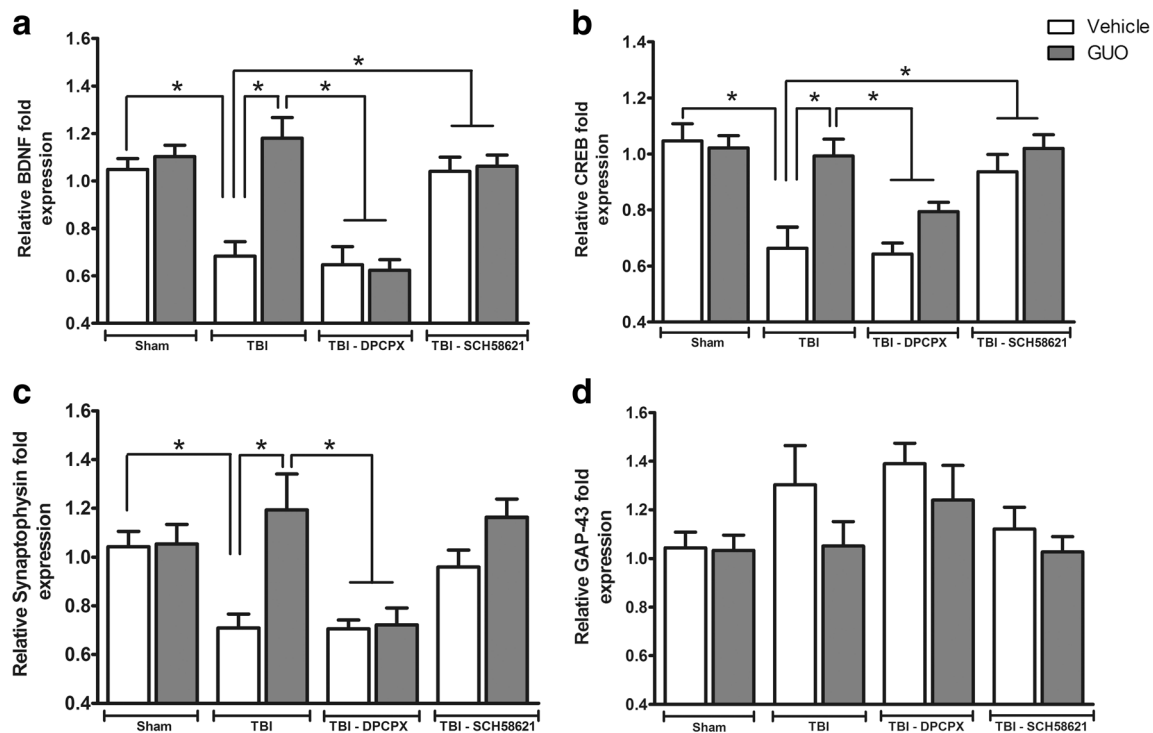 a
Relative BDNF fold
expression
1.6
1.4
1.2
1.0
0.8
0.6
0.4
*
*
*
*
Sham
TBI
TBI - DPCPX
TBI - SCH58621
b
Vehicle
GUO
Relative CREB fold
expression
1.4
1.2
1.0
0.8
0.6
0.4
*
*
*
*
Sham
TBI
TBI - DPCPX
TBI - SCH58621
c
Relative Synaptophysin fold
expression
1.6
1.4
1.2
1.0
0.8
0.6
0.4
*
*
*
Sham
TBI
TBI - DPCPX
TBI - SCH58621
d
Relative GAP-43 fold
expression
1.6
1.4
1.2
1.0
0.8
0.6
0.4
Sham
TBI
TBI - DPCPX
TBI - SCH58621